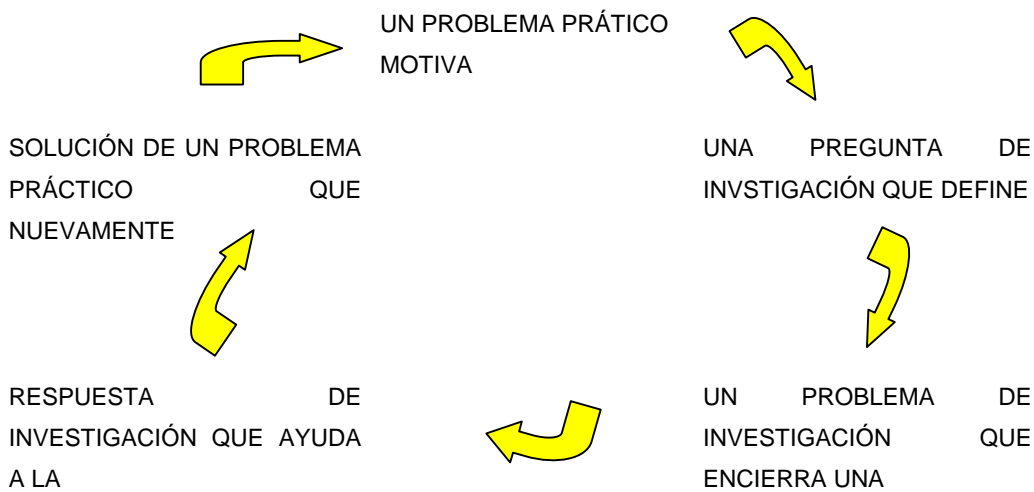 UN PROBLEMA PRÁTICO
MOTIVA
UNA PREGUNTA DE
INVSTIGACIÓN QUE DEFINE
UN PROBLEMA DE
INVESTIGACIÓN QUE
ENCIERRA UNA
RESPUESTA DE
INVESTIGACIÓN QUE AYUDA
A LA
SOLUCIÓN DE UN PROBLEMA
PRÁCTICO QUE
NUEVAMENTE